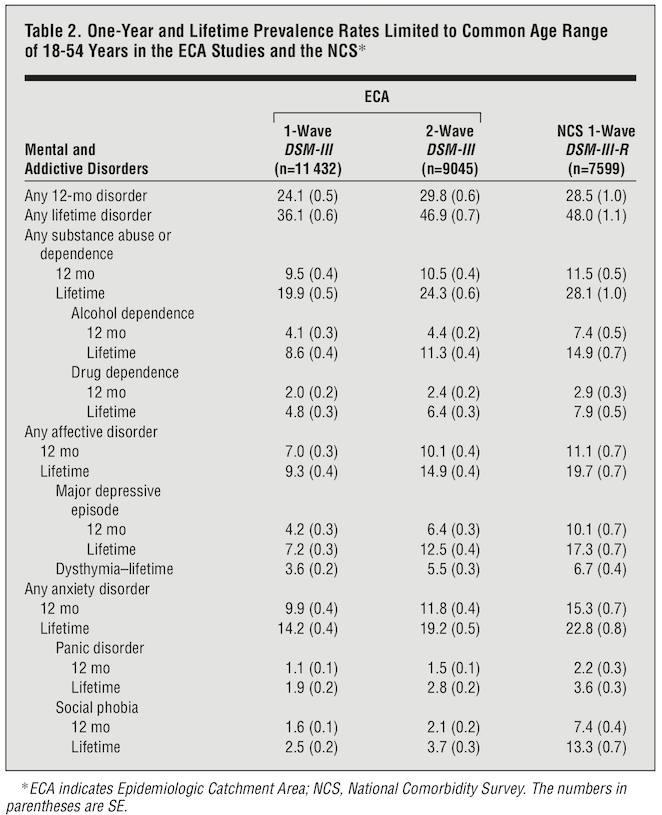 Table 2. One-Year and Lifetime Prevalence Rates Limited to Common Age Range
of 18-54 Years in the ECA Studies and the NCS*
ECA
Mental and
Addictive Disorders 1-Wave
DSM-III
(n=11 432) 2-Wave
DSM-III
(n=9045) NCS 1-Wave
DSM-III-R
(n=7599)
Any 12-mo disorder 24.1 (0.5) 29.8 (0.6) 28.5 (1.0)
Any lifetime disorder 36.1 (0.6) 46.9 (0.7) 48.0 (1.1)
Any substance abuse or
dependence
12 mo 9.5 (0.4) 10.5 (0.4) 11.5 (0.5)
Lifetime 19.9 (0.5) 24.3 (0.6) 28.1 (1.0)
Alcohol dependence
12 mo 4.1 (0.3) 4.4 (0.2) 7.4 (0.5)
Lifetime 8.6 (0.4) 11.3 (0.4) 14.9 (0.7)
Drug dependence
12 mo 2.0 (0.2) 2.4 (0.2) 2.9 (0.3)
Lifetime 4.8 (0.3) 6.4 (0.3) 7.9 (0.5)
Any affective disorder
12 mo 7.0 (0.3) 10.1 (0.4) 11.1 (0.7)
Lifetime 9.3 (0.4) 14.9 (0.4) 19.7 (0.7)
Major depressive
episode
12 mo 4.2 (0.3) 6.4 (0.3) 10.1 (0.7)
Lifetime 7.2 (0.3) 12.5 (0.4) 17.3 (0.7)
Dysthymia–lifetime 3.6 (0.2) 5.5 (0.3) 6.7 (0.4)
Any anxiety disorder
12 mo 9.9 (0.4) 11.8 (0.4) 15.3 (0.7)
Lifetime 14.2 (0.4) 19.2 (0.5) 22.8 (0.8)
Panic disorder
12 mo 1.1 (0.1) 1.5 (0.1) 2.2 (0.3)
Lifetime 1.9 (0.2) 2.8 (0.2) 3.6 (0.3)
Social phobia
12 mo 1.6 (0.1) 2.1 (0.2) 7.4 (0.4)
Lifetime 2.5 (0.2) 3.7 (0.3) 13.3 (0.7)
*ECA indicates Epidemiologic Catchment Area; NCS, National Comorbidity Survey. The numbers in
parentheses are SE.